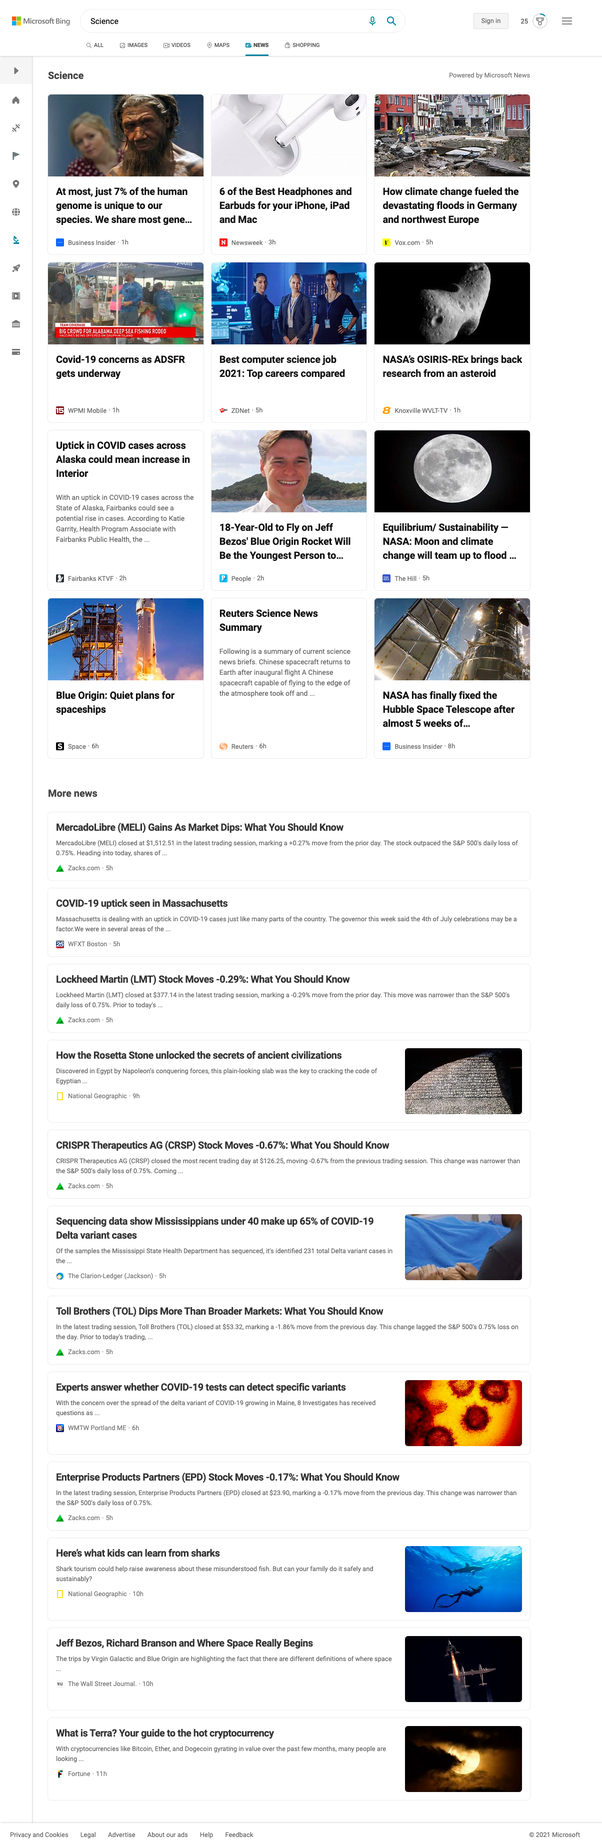 Microsoft Bing
Science
Sign in
25
ALL
IMAGES
VIDEOS
MAPS
NEWS
SHOPPING
Science
Powered by Microsoft News
At most, just 7% of the human
genome is unique to our
species. We share most gene...
Business Insider · 1h
6 of the Best Headphones and
Earbuds for your iPhone, iPad
and Mac
Newsweek · 3h
How climate change fueled the
devastating floods in Germany
and northwest Europe
Vox.com · 5h
TEAM COVERAGE
BIG CROWD FOR ALABAMA DEEP SEA FISHING RODEO
Covid-19 concerns as ADSFR
gets underway
WPMI Mobile · 1h
Best computer science job
2021: Top careers compared
ZDNet · 5h
NASA's OSIRIS-REx brings back
research from an asteroid
Knoxville WVLT-TV · 1h
Uptick in COVID cases across
Alaska could mean increase in
Interior
With an uptick in COVID-19 cases across the
State of Alaska, Fairbanks could see a
potential rise in cases. According to Katie
Garrity, Health Program Associate with
Fairbanks Public Health, the ...
Fairbanks KTVF · 2h
18-Year-Old to Fly on Jeff
Bezos' Blue Origin Rocket Will
Be the Youngest Person to...
People · 2h
Equilibrium/ Sustainability —
NASA: Moon and climate
change will team up to flood ...
The Hill · 5h
Blue Origin: Quiet plans for
spaceships
Space · 6h
Reuters Science News
Summary
Following is a summary of current science
news briefs. Chinese spacecraft returns to
Earth after inaugural flight A Chinese
spacecraft capable of flying to the edge of
the atmosphere took off and ...
Reuters · 6h
NASA has finally fixed the
Hubble Space Telescope after
almost 5 weeks of...
Business Insider · 8h
More news
MercadoLibre (MELI) Gains As Market Dips: What You Should Know
MercadoLibre (MELI) closed at $1,512.51 in the latest trading session, marking a +0.27% move from the prior day. The stock outpaced the S&P 500's daily loss of
0.75%. Heading into today, shares of ...
Zacks.com · 5h
COVID-19 uptick seen in Massachusetts
Massachusetts is dealing with an uptick in COVID-19 cases just like many parts of the country. The governor this week said the 4th of July celebrations may be a
factor.We were in several areas of the ...
WFXT Boston · 5h
Lockheed Martin (LMT) Stock Moves -0.29%: What You Should Know
Lockheed Martin (LMT) closed at $377.14 in the latest trading session, marking a -0.29% move from the prior day. This move was narrower than the S&P 500's
daily loss of 0.75%. Prior to today's ...
Zacks.com · 5h
How the Rosetta Stone unlocked the secrets of ancient civilizations
Discovered in Egypt by Napoleon's conquering forces, this plain-looking slab was the key to cracking the code of
Egyptian ...
National Geographic · 9h
CRISPR Therapeutics AG (CRSP) Stock Moves -0.67%: What You Should Know
CRISPR Therapeutics AG (CRSP) closed the most recent trading day at $126.25, moving -0.67% from the previous trading session. This change was narrower than
the S&P 500's daily loss of 0.75%. Coming ...
Zacks.com · 5h
Sequencing data show Mississippians under 40 make up 65% of COVID-19
Delta variant cases
Of the samples the Mississippi State Health Department has sequenced, it's identified 231 total Delta variant cases in
the ...
The Clarion-Ledger (Jackson) · 5h
Toll Brothers (TOL) Dips More Than Broader Markets: What You Should Know
In the latest trading session, Toll Brothers (TOL) closed at $53.32, marking a -1.86% move from the previous day. This change lagged the S&P 500's 0.75% loss on
the day. Prior to today's trading, ...
Zacks.com · 5h
Experts answer whether COVID-19 tests can detect specific variants
With the concern over the spread of the delta variant of COVID-19 growing in Maine, 8 Investigates has received
questions as ...
WMTW Portland ME · 6h
Enterprise Products Partners (EPD) Stock Moves -0.17%: What You Should Know
In the latest trading session, Enterprise Products Partners (EPD) closed at $23.90, marking a -0.17% move from the previous day. This change was narrower than
the S&P 500's daily loss of 0.75%.
Zacks.com · 5h
Here's what kids can learn from sharks
Shark tourism could help raise awareness about these misunderstood fish. But can your family do it safely and
sustainably?
National Geographic · 10h
Jeff Bezos, Richard Branson and Where Space Really Begins
The trips by Virgin Galactic and Blue Origin are highlighting the fact that there are different definitions of where space
...
The Wall Street Journal. · 10h
What is Terra? Your guide to the hot cryptocurrency
With cryptocurrencies like Bitcoin, Ether, and Dogecoin gyrating in value over the past few months, many people are
looking ...
Fortune · 11h
Privacy and Cookies
Legal
Advertise
About our ads
Help
Feedback
© 2021 Microsoft